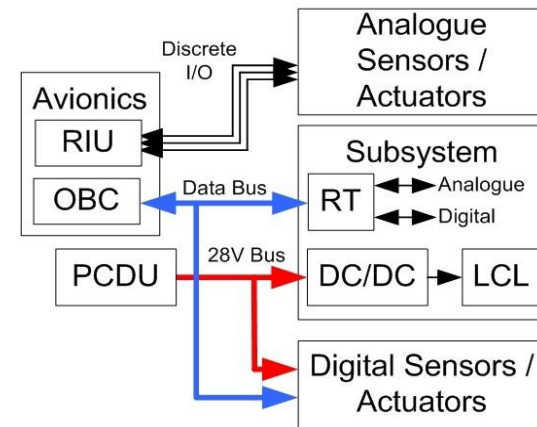 Analogue
Sensors /
Actuators
Discrete
I/O
Avionics
RIU
OBC
Subsystem
Data Bus
RT
Analogue
Digital
28V Bus
PCDU
DC/DC
LCL
Digital Sensors /
Actuators